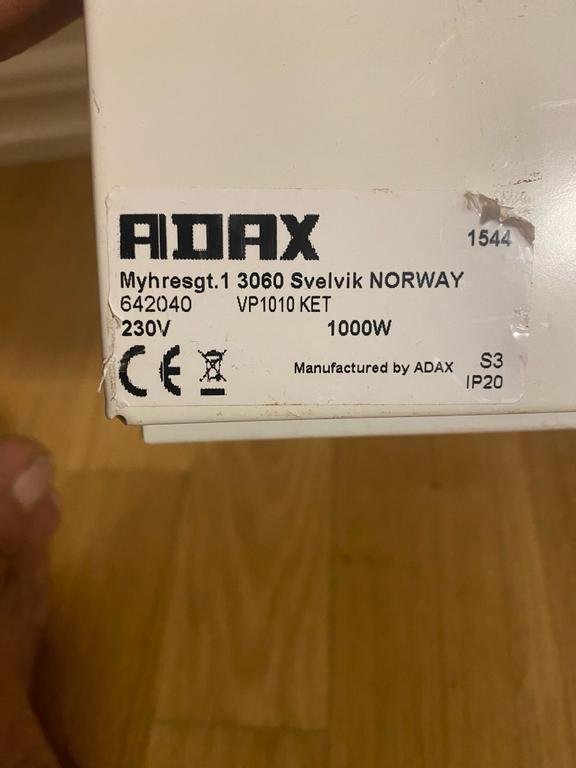 ADAX
1544
Myhresgt.1 3060 Svelvik NORWAY
642040 VP1010 KET
230V 1000W
CE Manufactured by ADAX S3
IP20